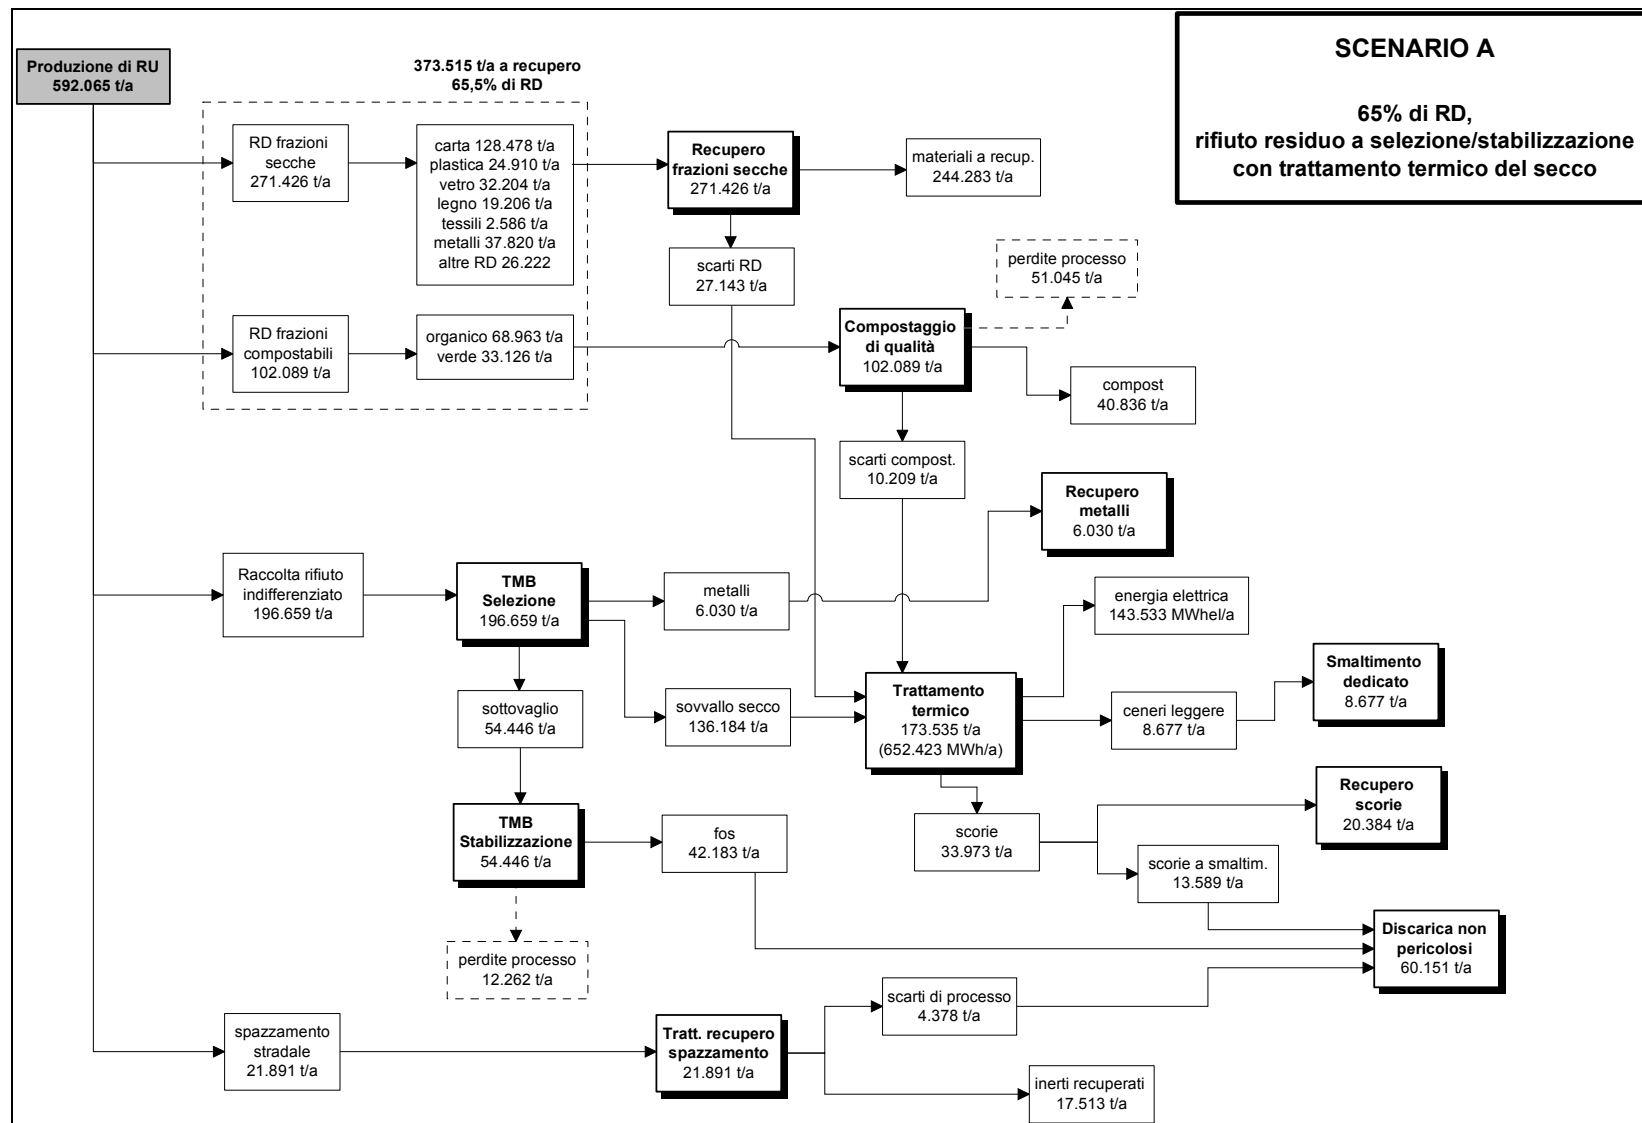 SCENARIO A
65% di RD,
rifiuto residuo a selezione/stabilizzazione
con trattamento termico del secco
Produzione di RU
592.065 t/a
373.515 t/a a recupero
65,5% di RD
RD frazioni
secche
271.426 t/a
carta 128.478 t/a
plastica 24.910 t/a
vetro 32.204 t/a
legno 19.206 t/a
tessili 2.586 t/a
metalli 37.820 t/a
altre RD 26.222
Recupero
frazioni secche
271.426 t/a
materiali a recup.
244.283 t/a
scarti RD
27.143 t/a
perdite processo
51.045 t/a
RD frazioni
compostabili
102.089 t/a
organico 68.963 t/a
verde 33.126 t/a
Compostaggio
di qualità
102.089 t/a
compost
40.836 t/a
scarti compost.
10.209 t/a
Recupero
metalli
6.030 t/a
Raccolta rifiuto
indifferenziato
196.659 t/a
TMB
Selezione
196.659 t/a
metalli
6.030 t/a
energia elettrica
143.533 MWhel/a
sottovaglio
54.446 t/a
sovvallo secco
136.184 t/a
Trattamento
termico
173.535 t/a
(652.423 MWh/a)
ceneri leggere
8.677 t/a
Smaltimento
dedicato
8.677 t/a
TMB
Stabilizzazione
54.446 t/a
fos
42.183 t/a
scorie
33.973 t/a
Recupero
scorie
20.384 t/a
scorie a smaltim.
13.589 t/a
perdite processo
12.262 t/a
Discarica non
pericolosi
60.151 t/a
spazzamento
stradale
21.891 t/a
Tratt. recupero
spazzamento
21.891 t/a
scarti di processo
4.378 t/a
inerti recuperati
17.513 t/a